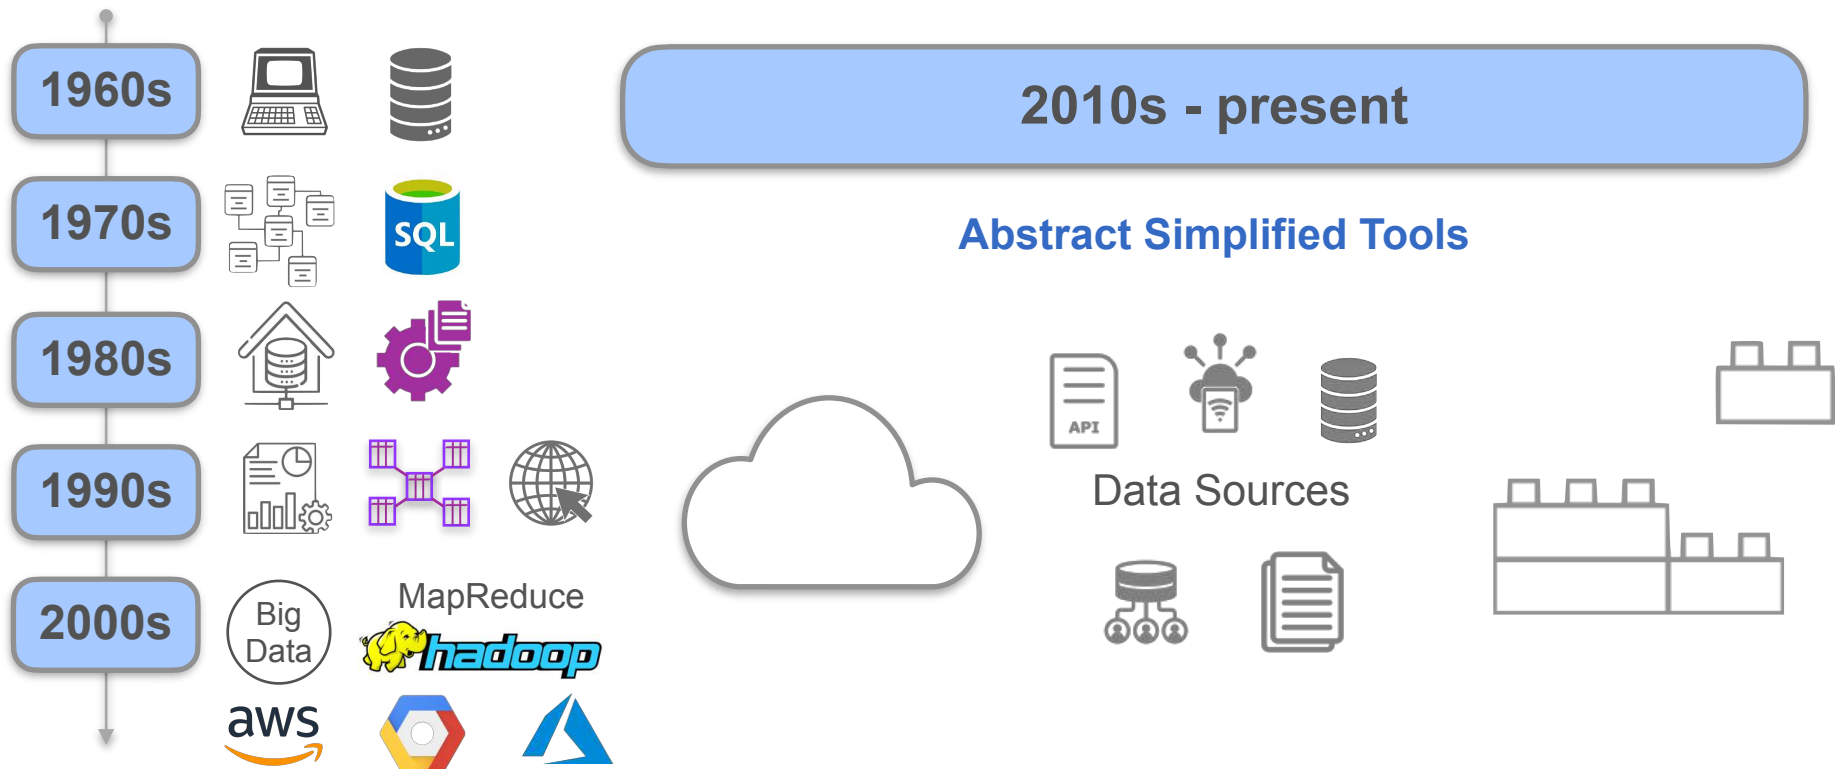 1960s
1970s
SQL
1980s
1990s
2000s
Big
Data
MapReduce
hadoop
aws
2010s - present
Abstract Simplified Tools
API
Data Sources